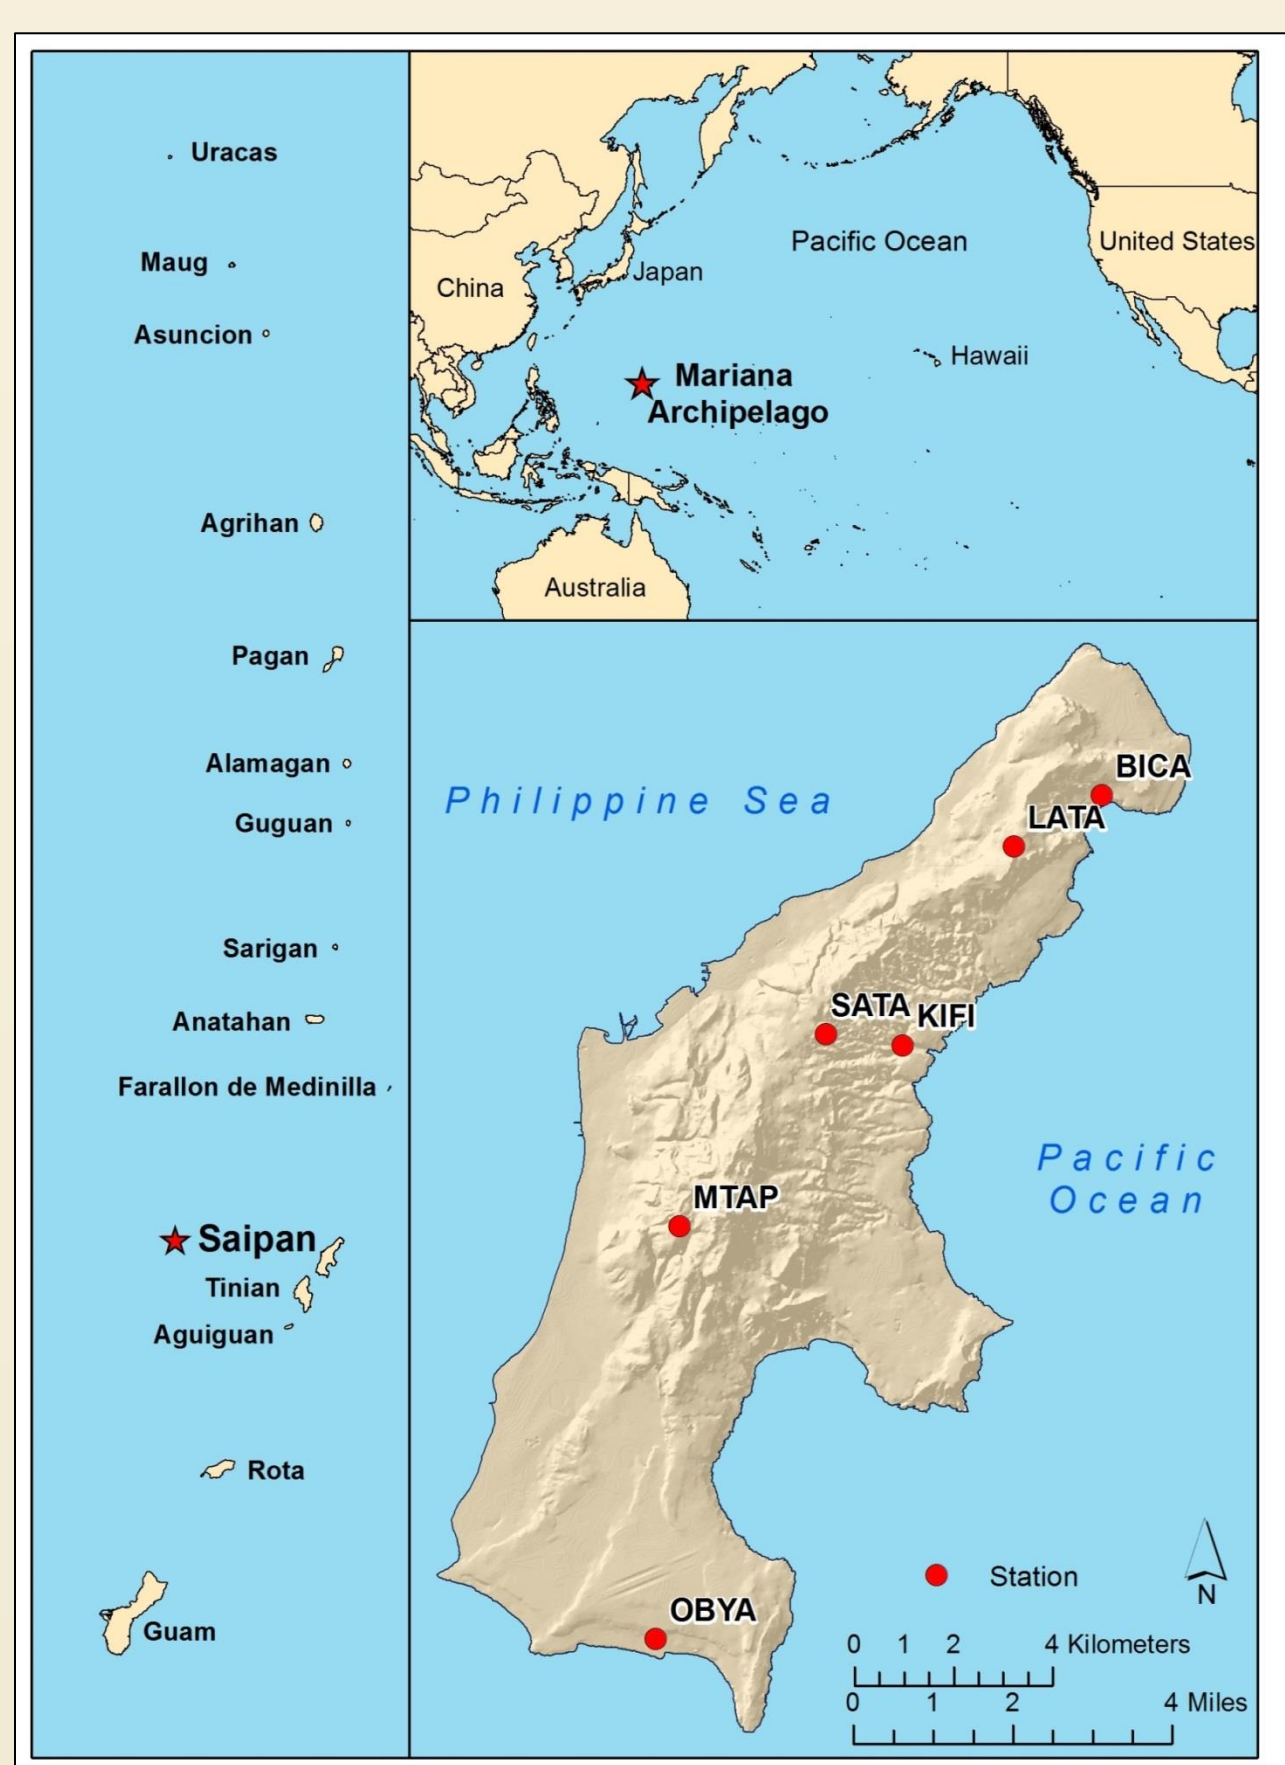 Uracas
Maug
Asuncion
Agrihan
Pagan
Alamagan
Guguan
Sarigan
Anatahan
Farallon de Medinilla
Saipan
Tinian
Aguiguan
Rota
Guam
Pacific Ocean
United States
China
Japan
Hawaii
Mariana
Archipelago
Australia
Philippine Sea
BICA
LATA
SATA
KIFI
Pacific
Ocean
MTAP
OBYA
Station
N
0 1 2 4 Kilometers
0 1 2 4 Miles